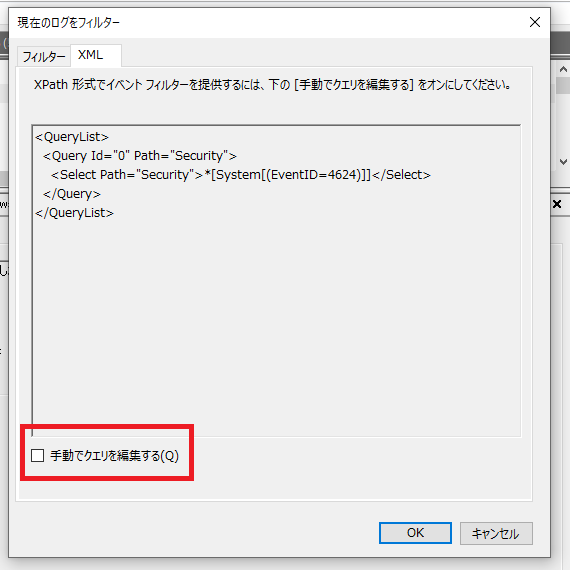 現在のログをフィルター
フィルター XML
XPath 形式でイベント フィルターを提供するには、下の [手動でクエリを編集する] をオンにしてください。
<QueryList>
  <Query Id="0" Path="Security">
    <Select Path="Security">*[System[(EventID=4624)]]</Select>
  </Query>
</QueryList>
手動でクエリを編集する(Q)
OK キャンセル